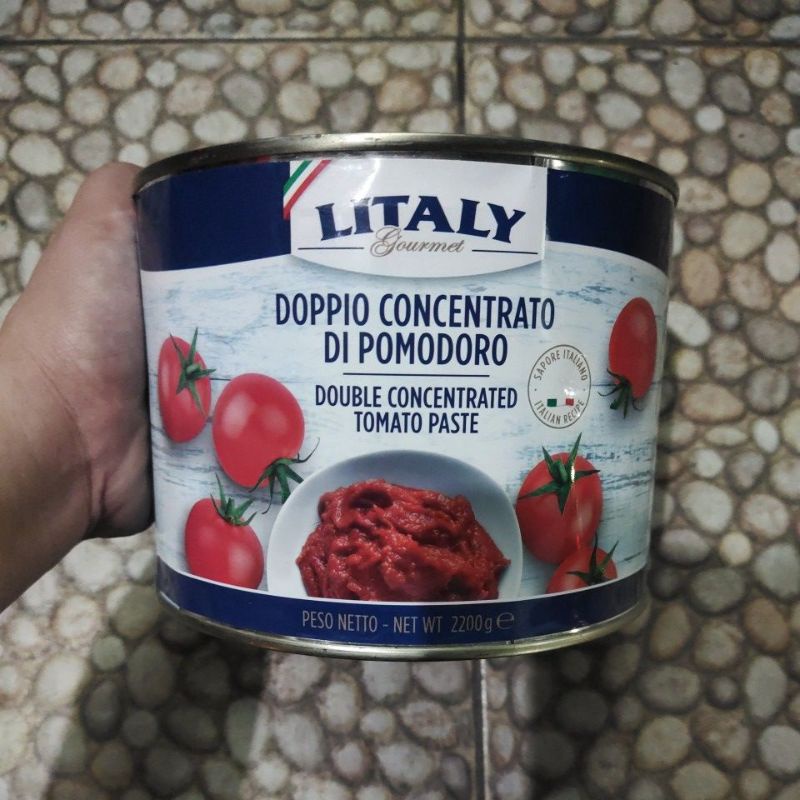 LITALY
Gourmet
DOPPIO CONCENTRATO
DI POMODORO
DOUBLE CONCENTRATED
TOMATO PASTE
· SAPORE ITALIANO ·
ITALIAN RECIPE
PESO NETTO - NET WT 2200g ℮